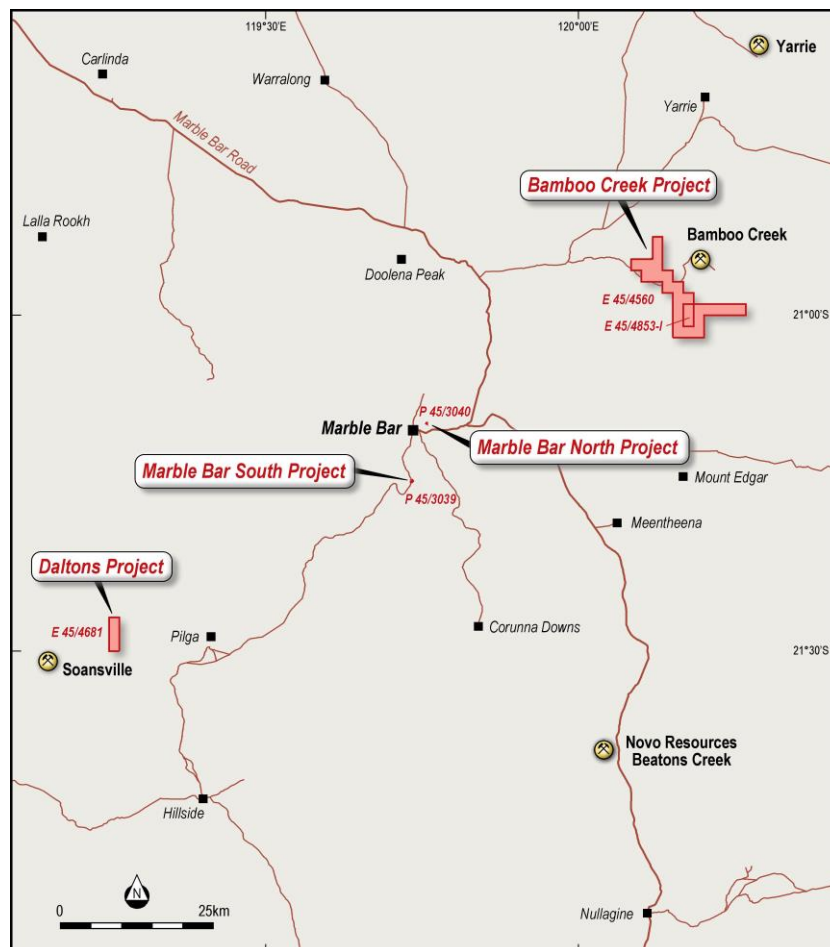 119°30'
120°00'
Carlinda
Warralong
Yarrie
Yarrie
Marble Bar Road
Bamboo Creek Project
Lalla Rookh
Bamboo Creek
Doolena Peak
E 45/4560
21°00'S
E 45/4853-I
P 45/3040
Marble Bar
Marble Bar North Project
Marble Bar South Project
Mount Edgar
P 45/3039
Meentheena
Daltons Project
E 45/4681
Pilga
Corunna Downs
21°30'S
Soansville
Novo Resources
Beatons Creek
Hillside
N
0 25km
Nullagine